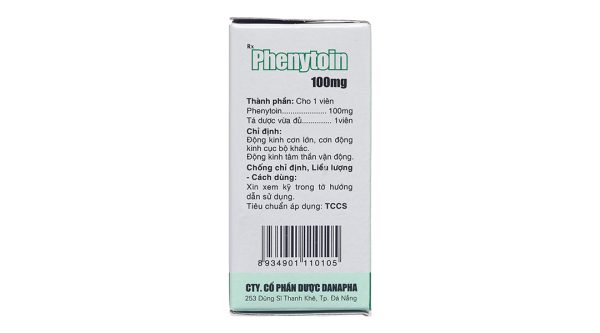 Rx
Phenytoin
100mg
Thành phần: Cho 1 viên
Phenytoin..................... 100mg
Tá dược vừa đủ.............. 1viên
Chỉ định:
Động kinh cơn lớn, cơn động
kinh cục bộ khác.
Động kinh tâm thần vận động.
Chống chỉ định, Liều lượng
- Cách dùng:
Xin xem kỹ trong tờ hướng
dẫn sử dụng.
Tiêu chuẩn áp dụng: TCCS
8 934901 110105
CTY. CỔ PHẦN DƯỢC DANAPHA
253 Dũng Sĩ Thanh Khê, Tp. Đà Nẵng